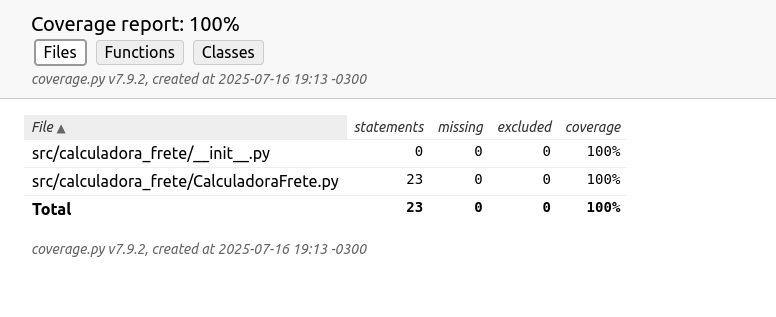 Coverage report: 100%
Files Functions Classes
coverage.py v7.9.2, created at 2025-07-16 19:13 -0300
File ▲ statements missing excluded coverage
src/calculadora_frete/__init__.py 0 0 0 100%
src/calculadora_frete/CalculadoraFrete.py 23 0 0 100%
Total 23 0 0 100%
coverage.py v7.9.2, created at 2025-07-16 19:13 -0300